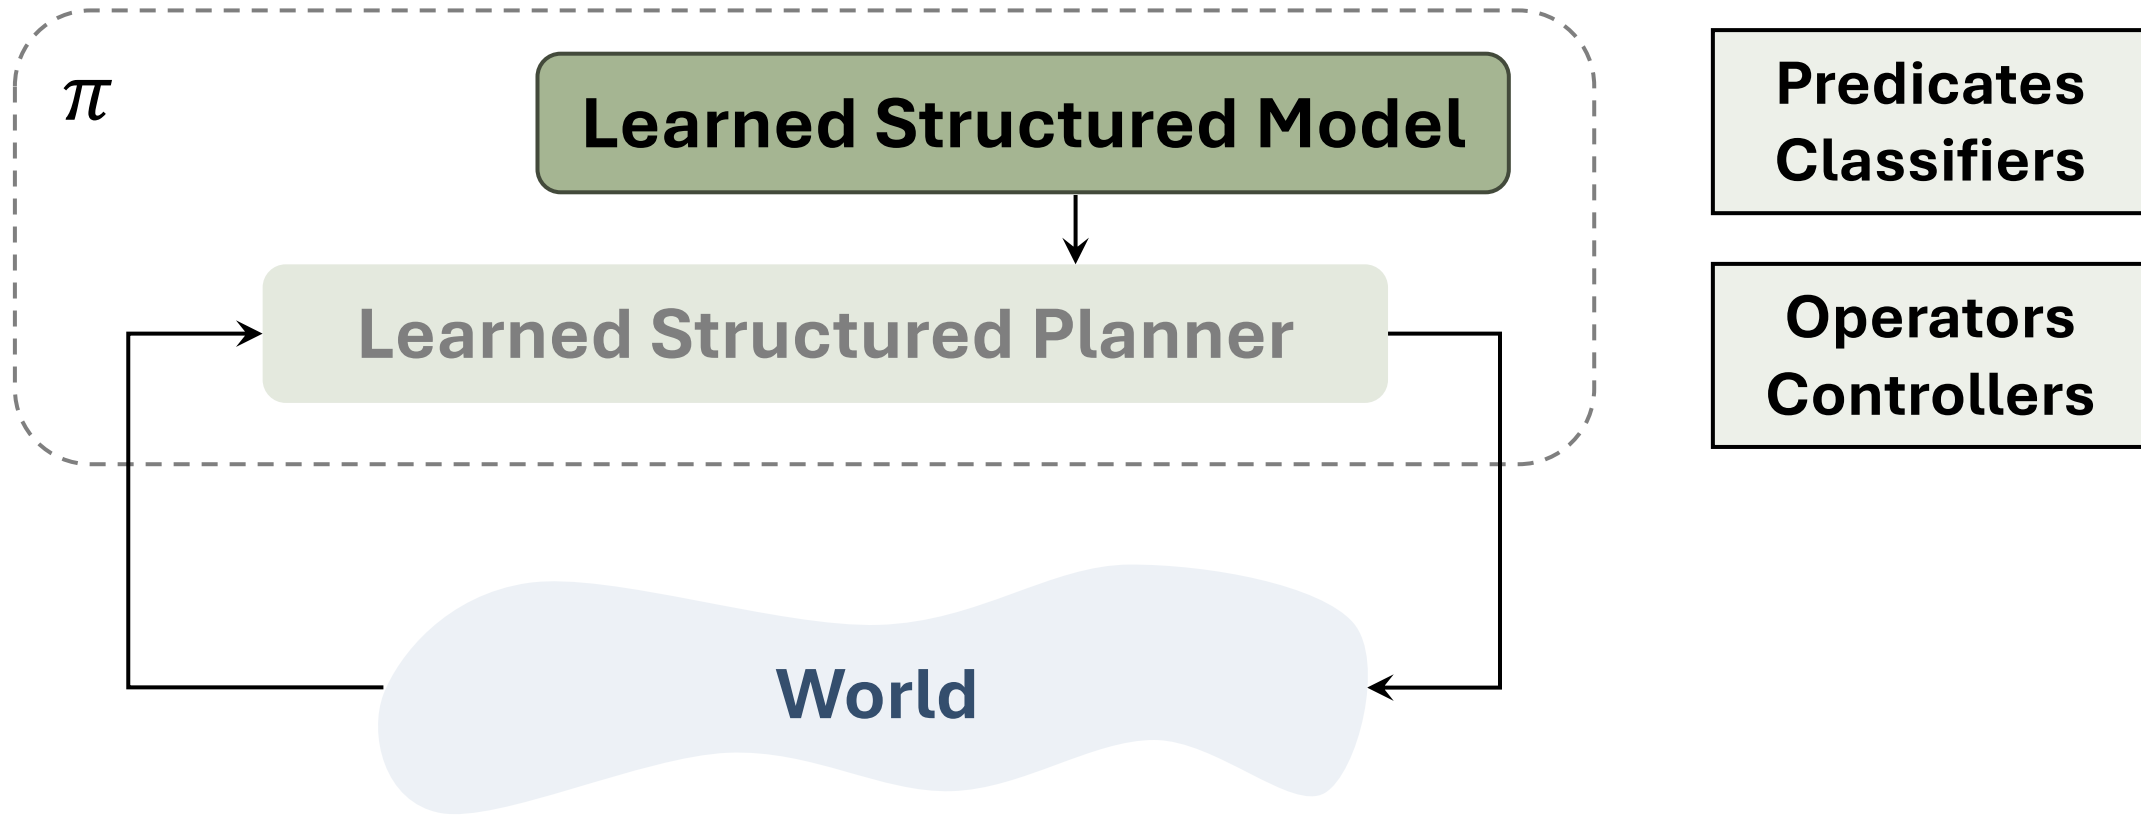 π
Learned Structured Model
Learned Structured Planner
World
Predicates
Classifiers
Operators
Controllers